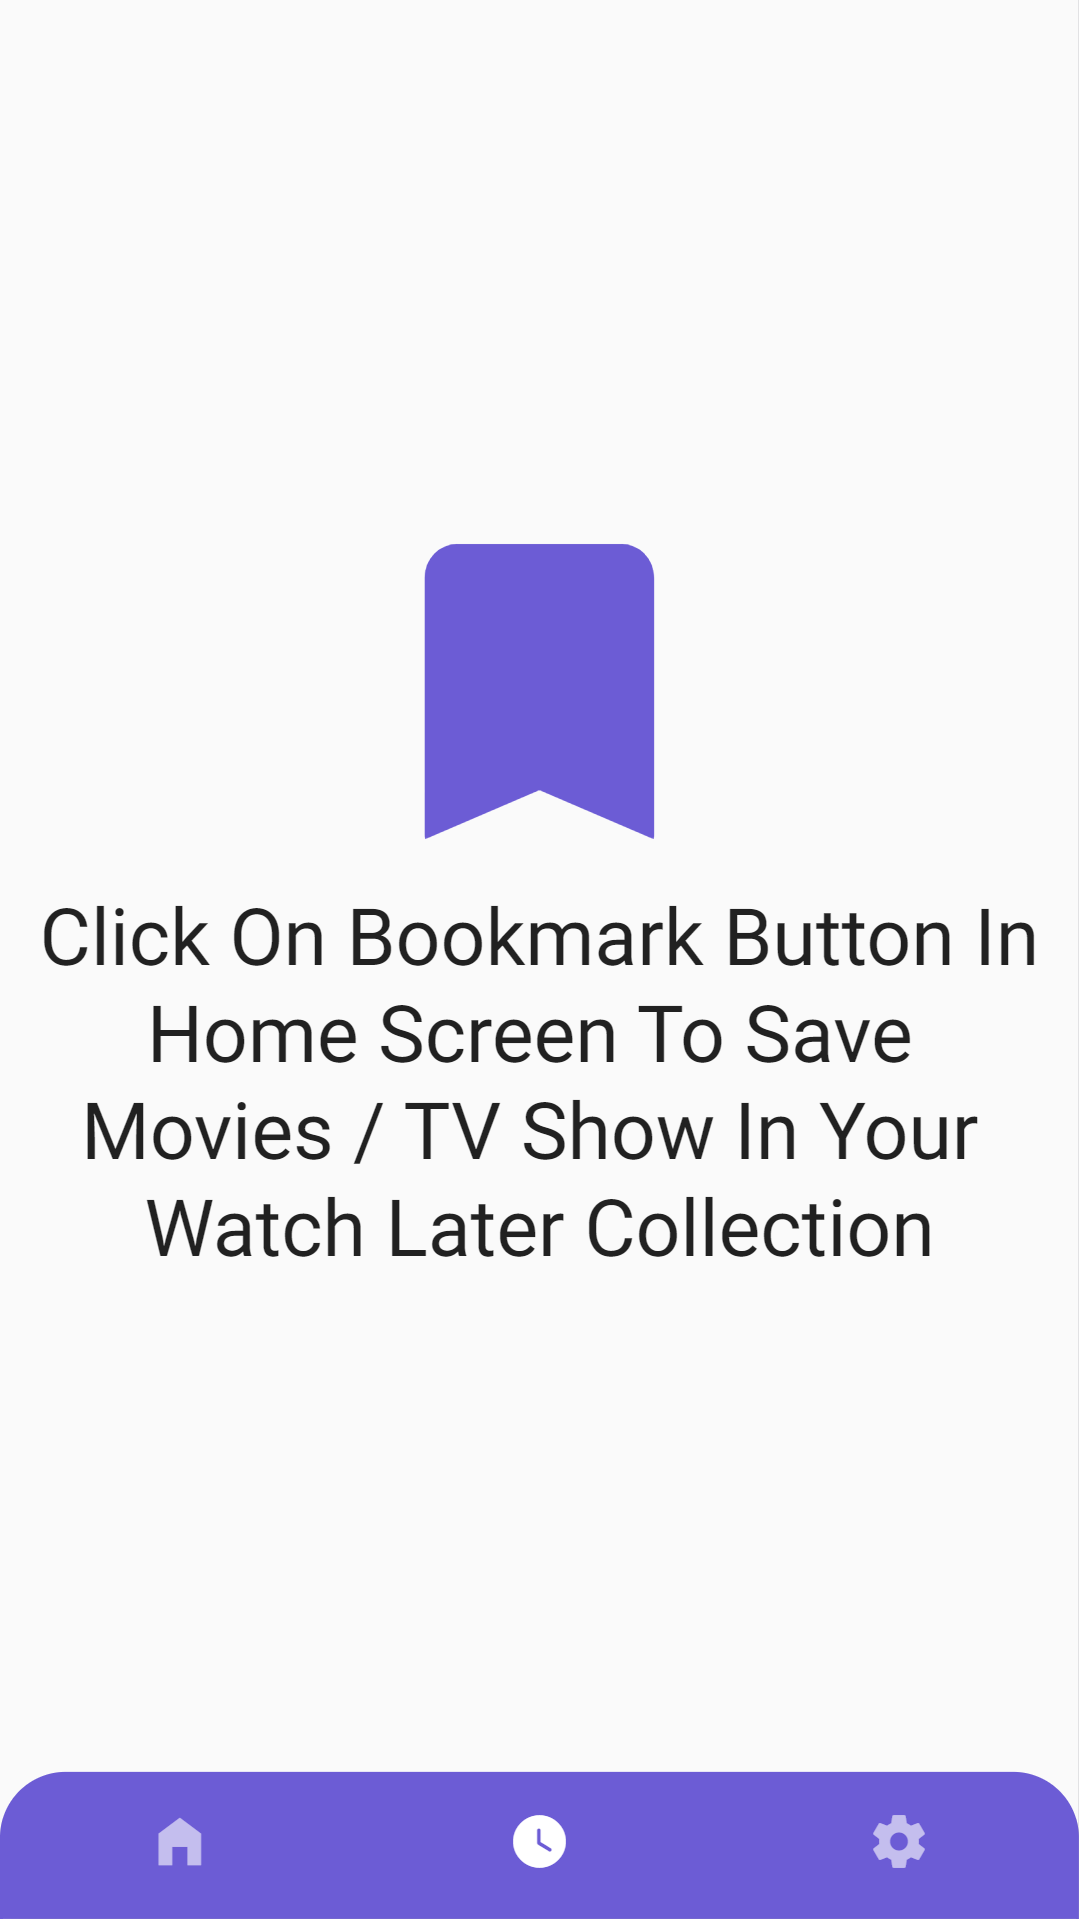 Click On Bookmark Button In
Home Screen To Save
Movies / TV Show In Your
Watch Later Collection